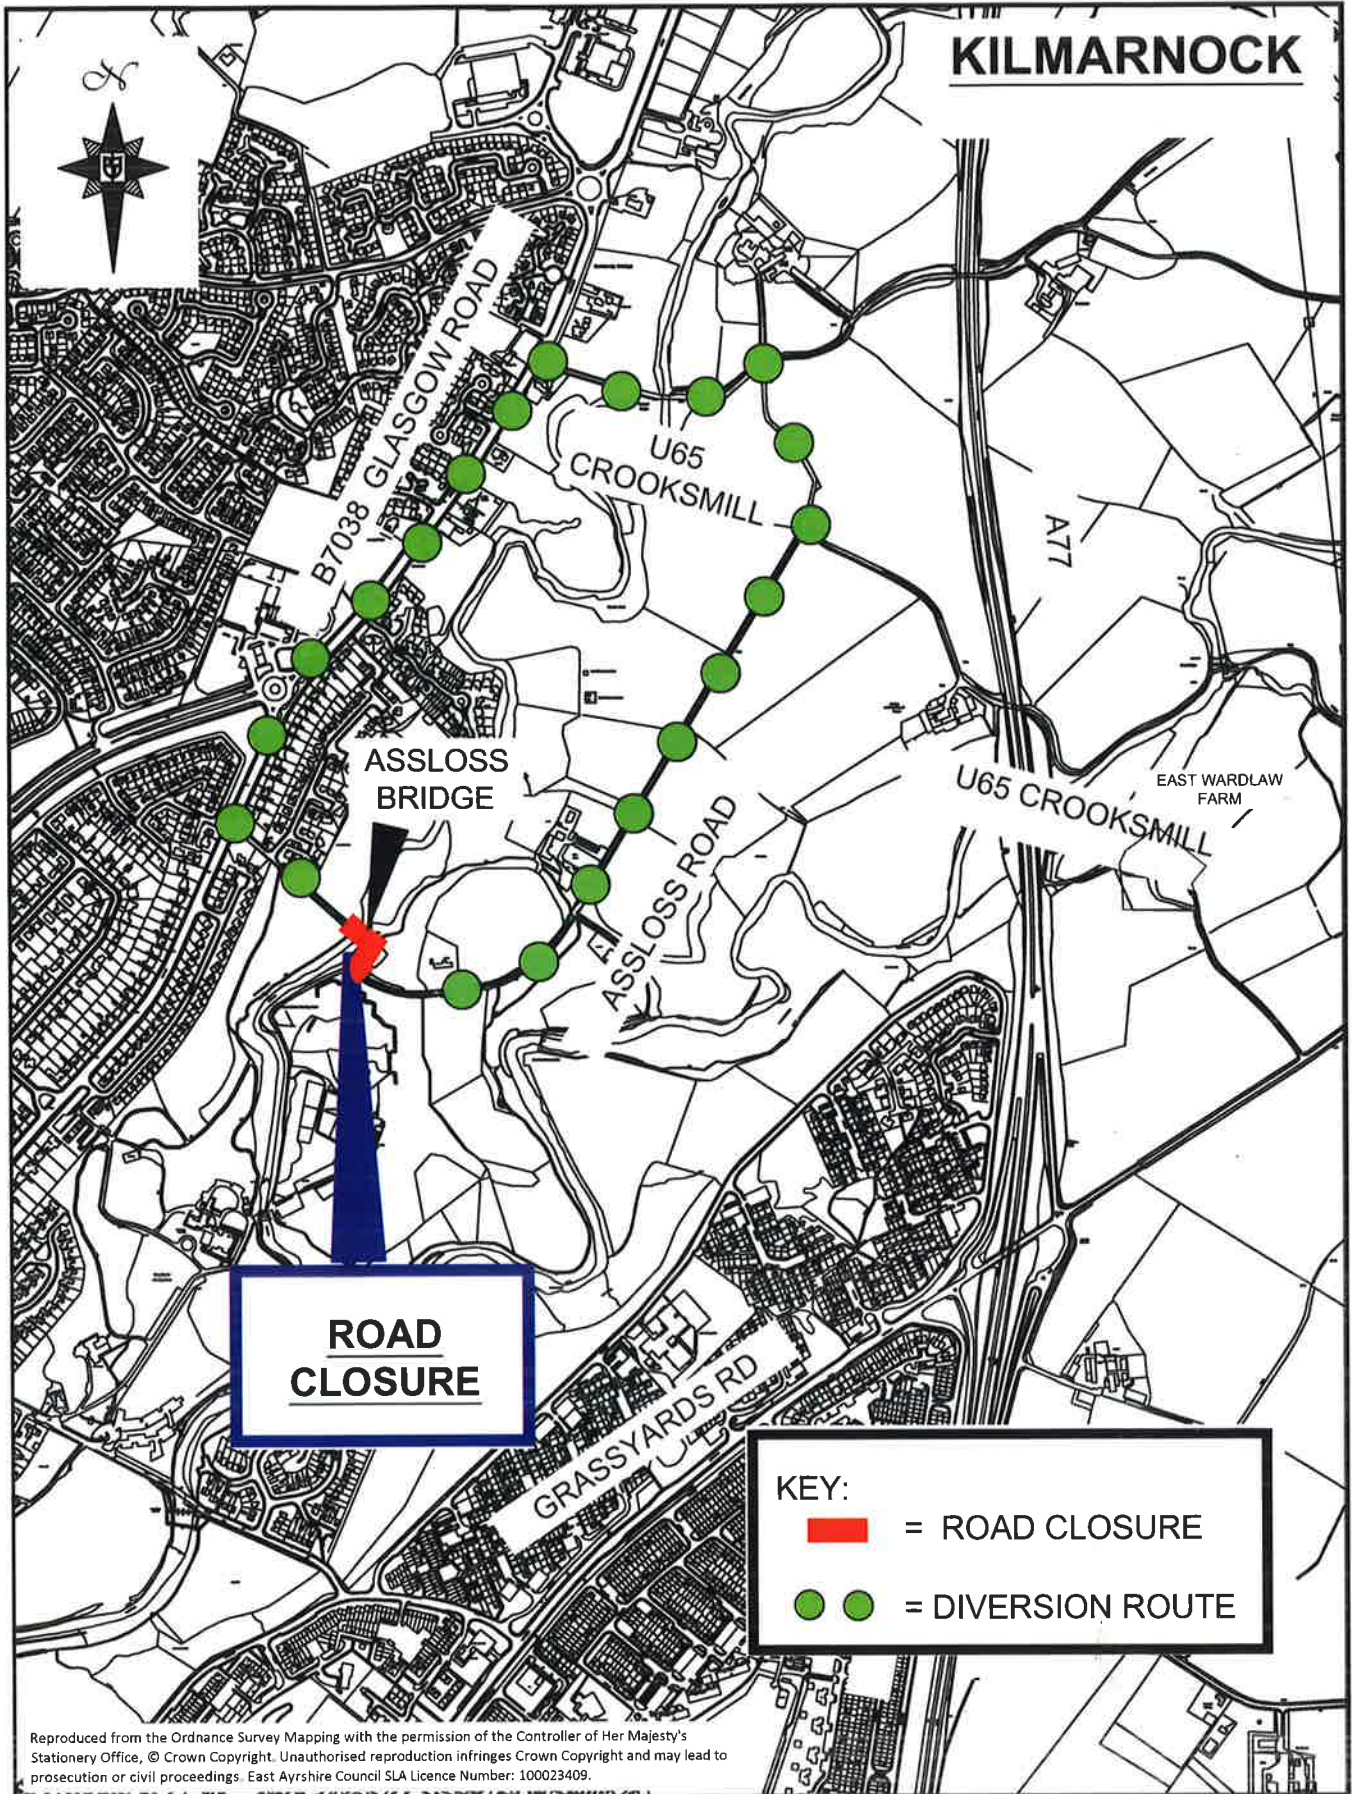 KILMARNOCK
N
B7038 GLASGOW ROAD
U65
CROOKSMILL
A77
ASSLOSS
BRIDGE
U65 CROOKSMILL
EAST WARDLAW
FARM
ASSLOSS ROAD
ROAD
CLOSURE
GRASSYARDS RD
KEY:
= ROAD CLOSURE
= DIVERSION ROUTE
Reproduced from the Ordnance Survey Mapping with the permission of the Controller of Her Majesty's
Stationery Office, © Crown Copyright. Unauthorised reproduction infringes Crown Copyright and may lead to
prosecution or civil proceedings. East Ayrshire Council SLA Licence Number: 100023409.